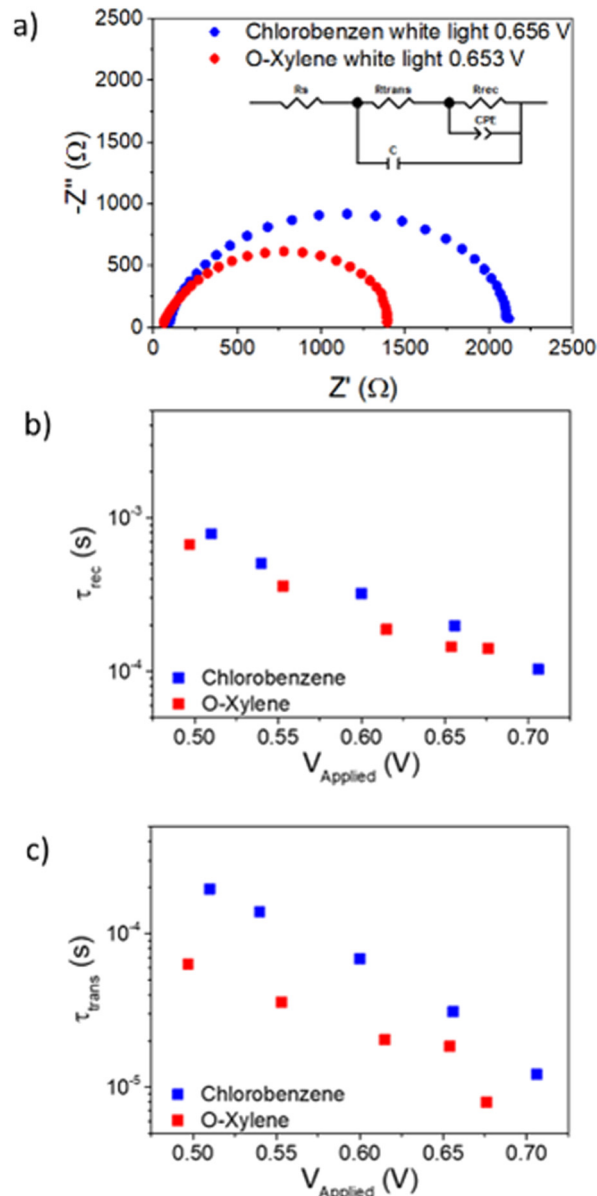 a)
2500
Chlorobenzen white light 0.656 V
O-Xylene white light 0.653 V
2000
Rs Rtrans Rrec
CPE
C
1500
-Z'' (Ω)
1000
500
0
0 500 1000 1500 2000 2500
Z' (Ω)
b)
10⁻³
τrec (s)
10⁻⁴
Chlorobenzene
O-Xylene
0.50 0.55 0.60 0.65 0.70
VApplied (V)
c)
10⁻⁴
τtrans (s)
10⁻⁵
Chlorobenzene
O-Xylene
0.50 0.55 0.60 0.65 0.70
VApplied (V)